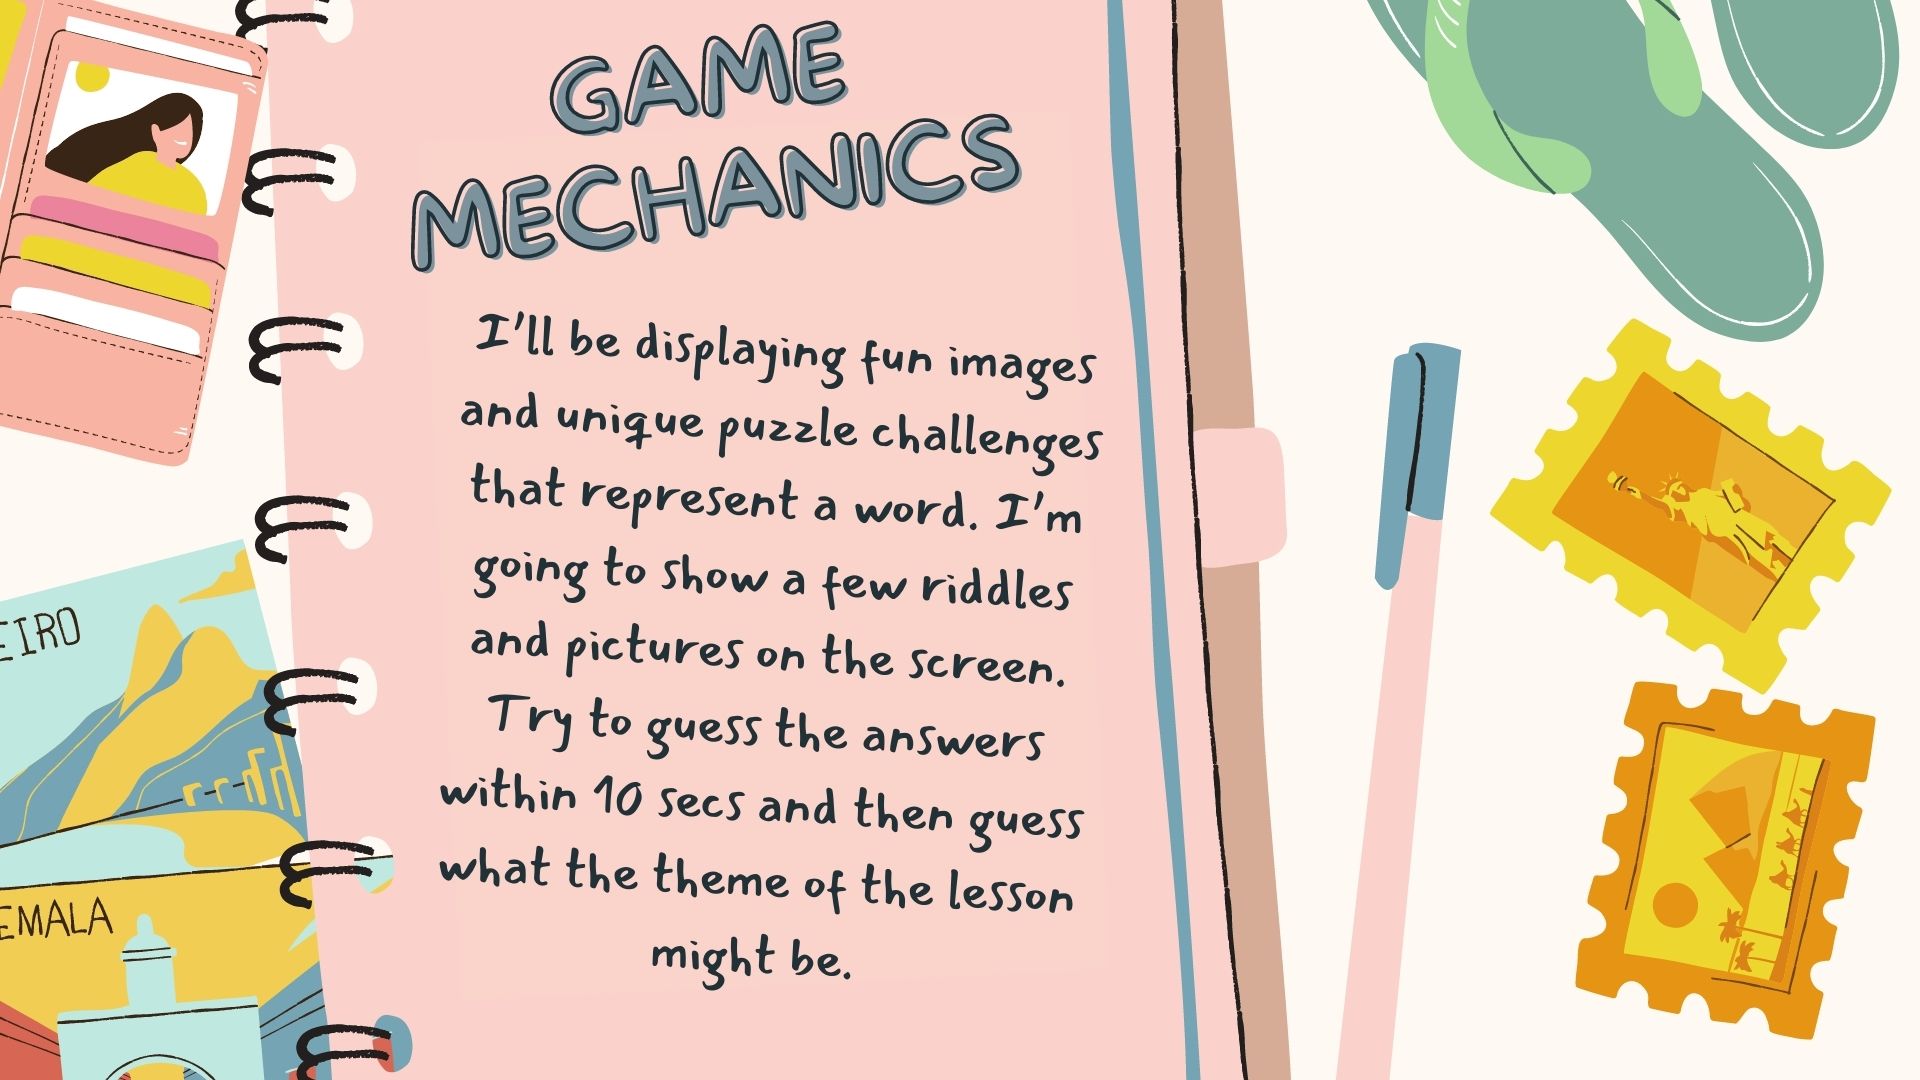 GAME
MECHANICS
I'll be displaying fun images
and unique puzzle challenges
that represent a word. I'm
going to show a few riddles
and pictures on the screen.
Try to guess the answers
within 10 secs and then guess
what the theme of the lesson
might be.
EIRO
EMALA